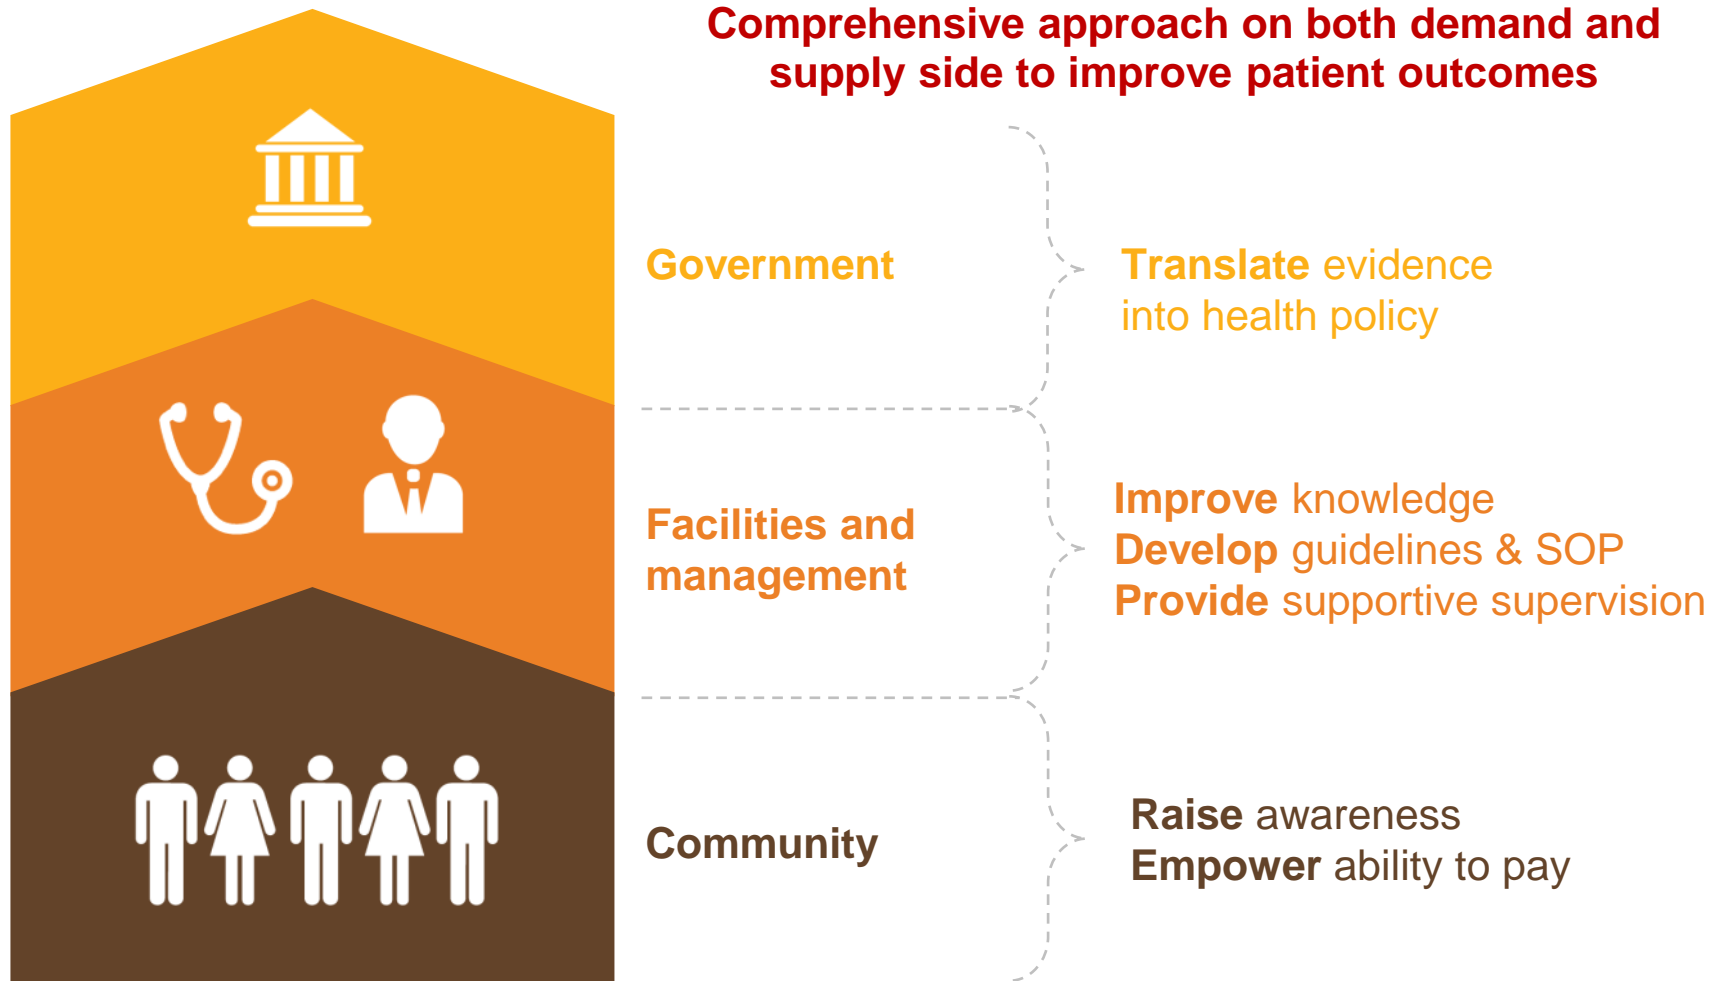 Comprehensive approach on both demand and
supply side to improve patient outcomes
Government
Translate evidence
into health policy
Facilities and
management
Improve knowledge
Develop guidelines & SOP
Provide supportive supervision
Community
Raise awareness
Empower ability to pay